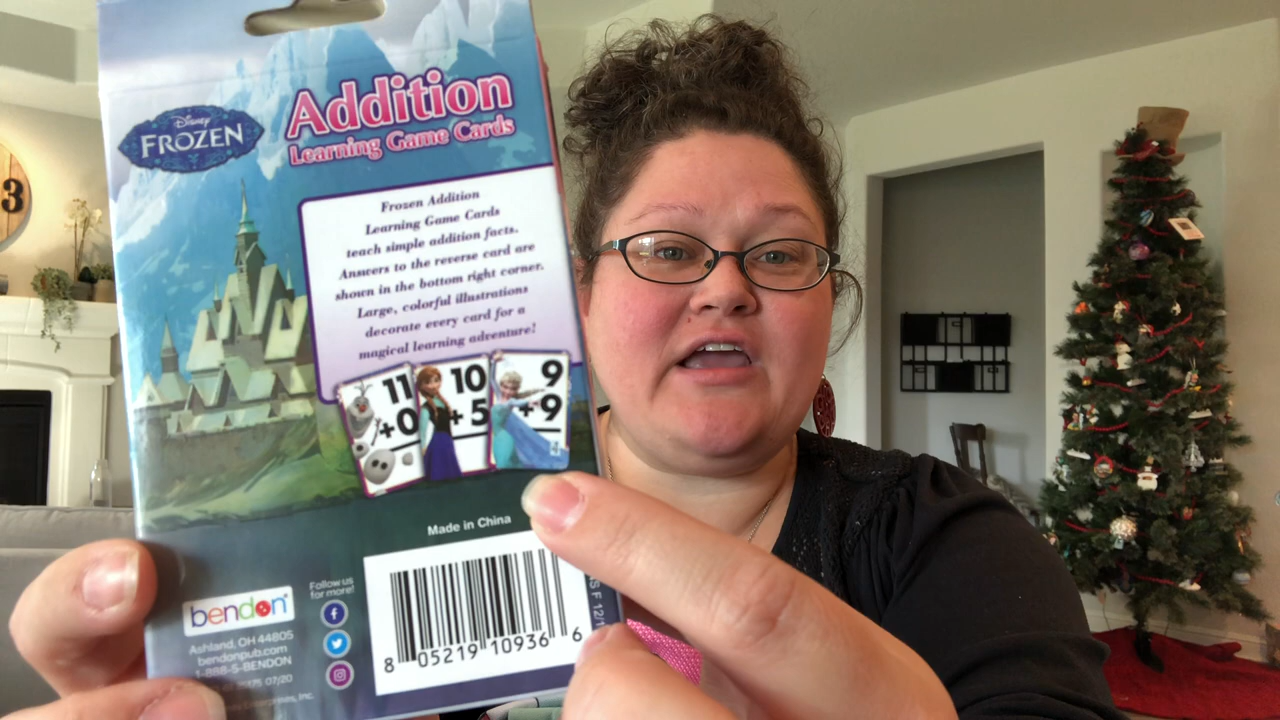 3
Disney
FROZEN
Addition
Learning Game Cards
Frozen Addition
Learning Game Cards
teach simple addition facts.
Answers to the reverse card are
shown in the bottom right corner.
Large, colorful illustrations
decorate every card for a
magical learning adventure!
11
+0
10
+5
9
+9
Made in China
bendon
Ashland, OH 44805
bendonpub.com
1-888-5-BENDON
07/20
Follow us
for more!
8 05219 10936 6